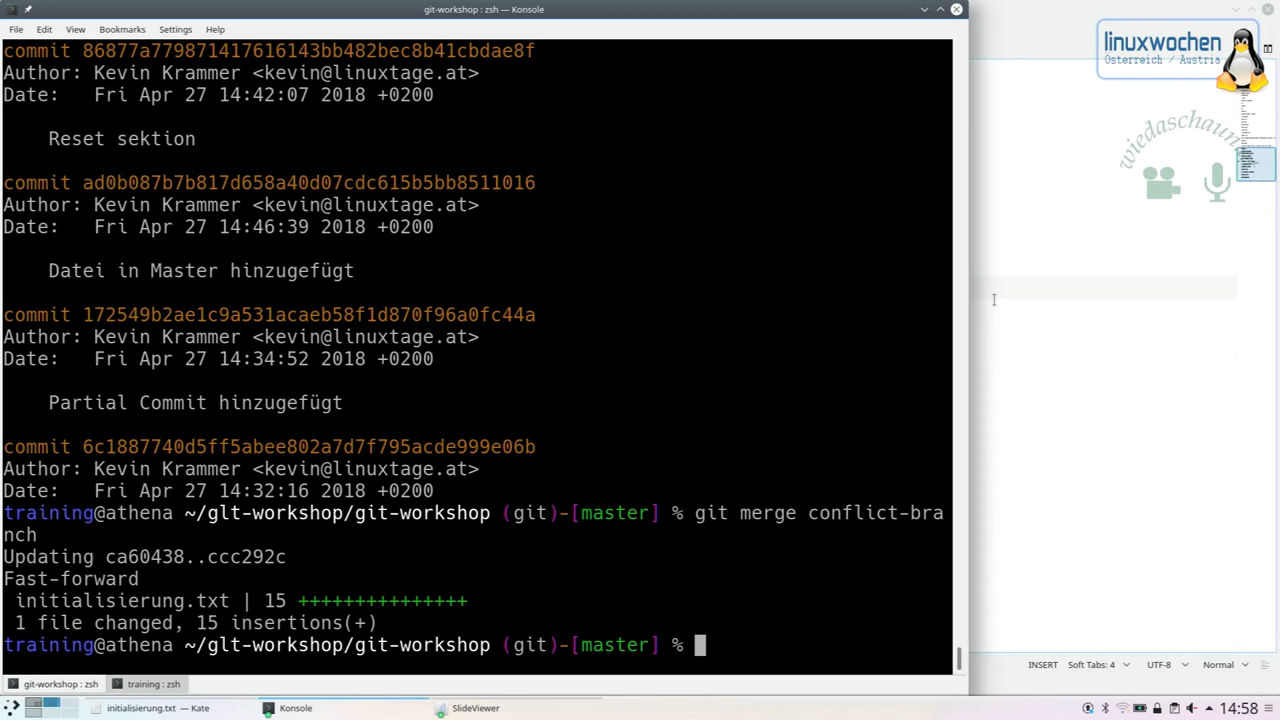 git-workshop : zsh — Konsole
File Edit View Bookmarks Settings Help
commit 86877a779871417616143bb482bec8b41cbdae8f
Author: Kevin Krammer <kevin@linuxtage.at>
Date:   Fri Apr 27 14:42:07 2018 +0200
Reset sektion
commit ad0b087b7b817d658a40d07cdc615b5bb8511016
Author: Kevin Krammer <kevin@linuxtage.at>
Date:   Fri Apr 27 14:46:39 2018 +0200
Datei in Master hinzugefügt
commit 172549b2ae1c9a531acaeb58f1d870f96a0fc44a
Author: Kevin Krammer <kevin@linuxtage.at>
Date:   Fri Apr 27 14:34:52 2018 +0200
Partial Commit hinzugefügt
commit 6c1887740d5ff5abee802a7d7f795acde999e06b
Author: Kevin Krammer <kevin@linuxtage.at>
Date:   Fri Apr 27 14:32:16 2018 +0200
training@athena ~/glt-workshop/git-workshop (git)-[master] % git merge conflict-bra
nch
Updating ca60438..ccc292c
Fast-forward
initialisierung.txt | 15 +++++++++++++++
1 file changed, 15 insertions(+)
training@athena ~/glt-workshop/git-workshop (git)-[master] %
git-workshop : zsh training : zsh
linuxwochen
Österreich / Austria
wiedaschaun
INSERT Soft Tabs: 4 UTF-8 Normal
initialisierung.txt — Kate Konsole SlideViewer 14:58